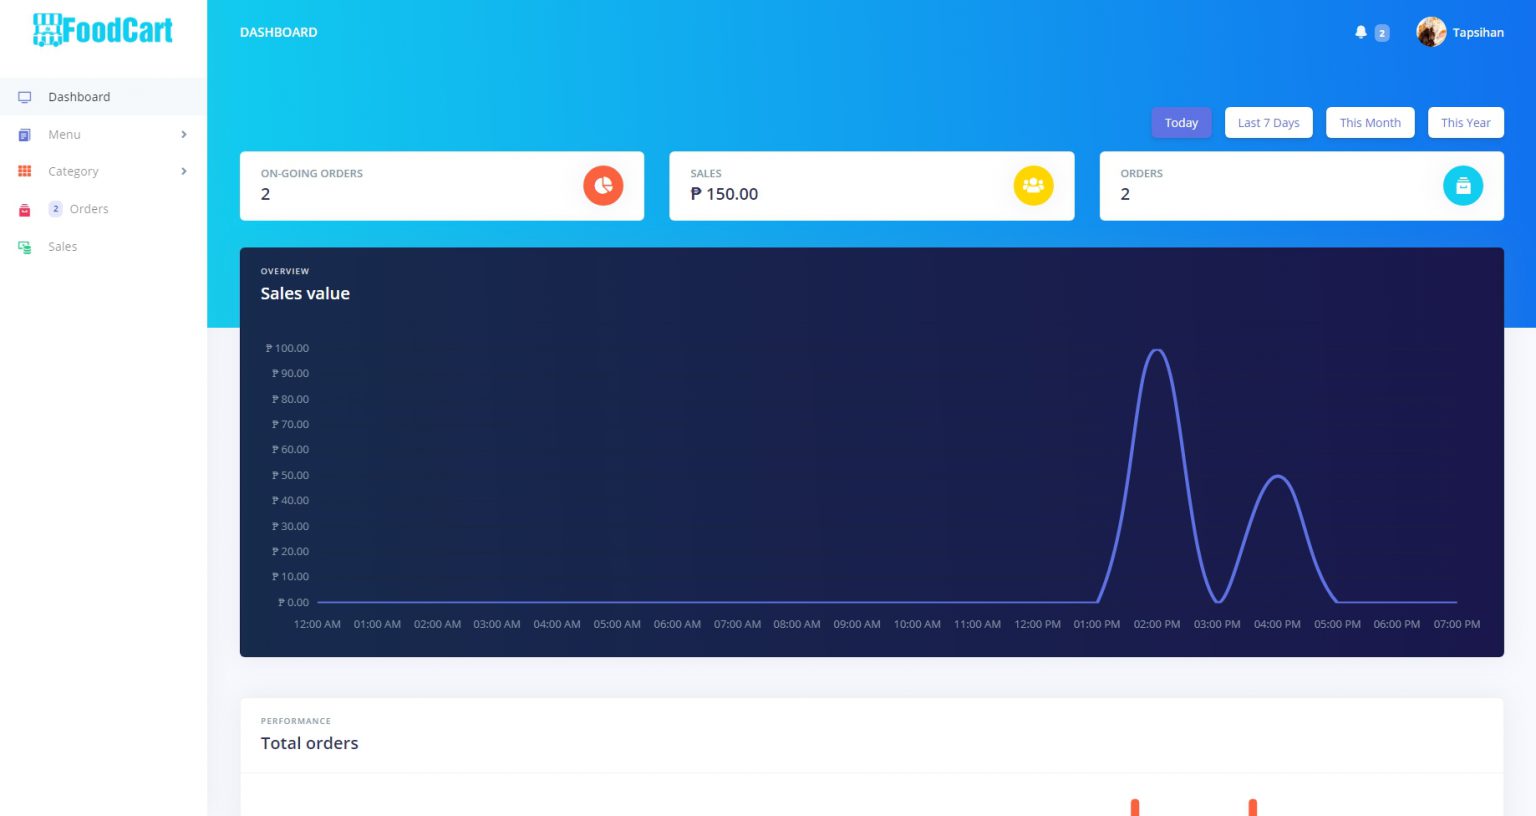 FoodCart
Dashboard
Menu
Category
2 Orders
Sales
DASHBOARD
2
Tapsihan
Today
Last 7 Days
This Month
This Year
ON-GOING ORDERS
2
SALES
₱ 150.00
ORDERS
2
OVERVIEW
Sales value
₱ 100.00
₱ 90.00
₱ 80.00
₱ 70.00
₱ 60.00
₱ 50.00
₱ 40.00
₱ 30.00
₱ 20.00
₱ 10.00
₱ 0.00
12:00 AM 01:00 AM 02:00 AM 03:00 AM 04:00 AM 05:00 AM 06:00 AM 07:00 AM 08:00 AM 09:00 AM 10:00 AM 11:00 AM 12:00 PM 01:00 PM 02:00 PM 03:00 PM 04:00 PM 05:00 PM 06:00 PM 07:00 PM
PERFORMANCE
Total orders